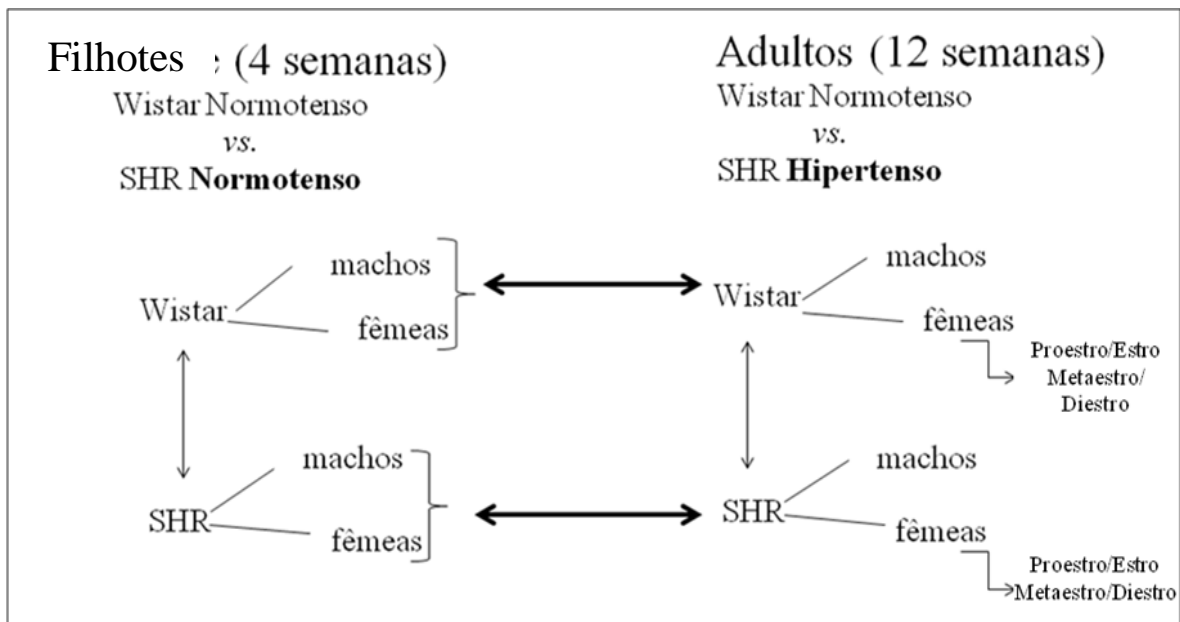 Filhotes (4 semanas)
Wistar Normotenso
vs.
SHR Normotenso
Adultos (12 semanas)
Wistar Normotenso
vs.
SHR Hipertenso
Wistar
machos
fêmeas
SHR
machos
fêmeas
Wistar
machos
fêmeas
Proestro/Estro
Metaestro/
Diestro
SHR
machos
fêmeas
Proestro/Estro
Metaestro/Diestro